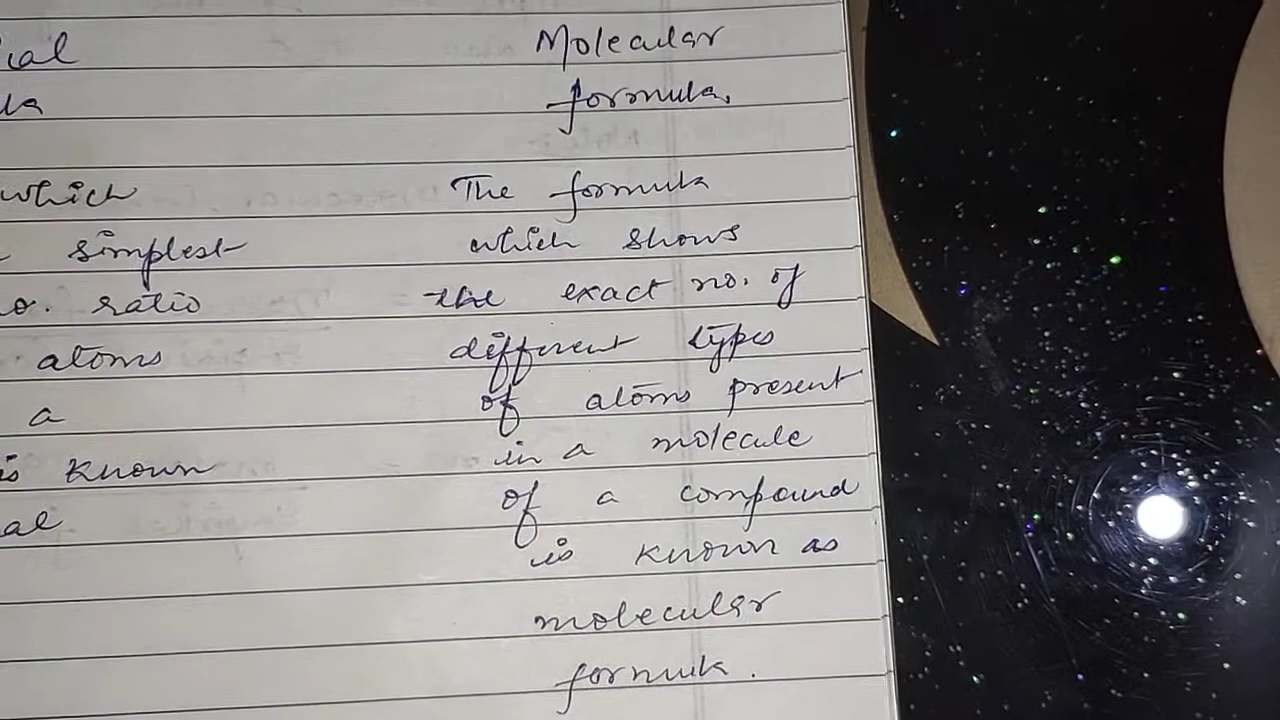 ial Molecular
la formula.
which The formula
simplest which shows
o. ratio the exact no. of
atoms different types
a of atoms present
is known in a molecule
al of a compound
is known as
molecular
formula.